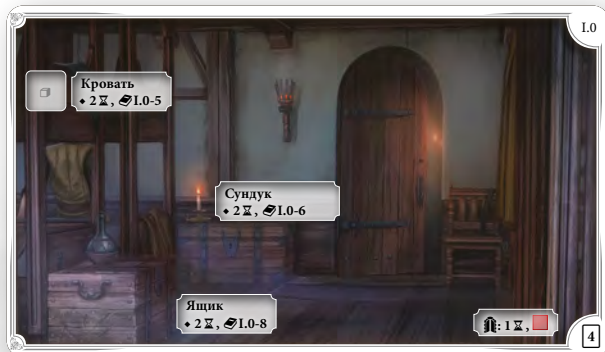 I.0
Кровать
◆ 2⌛, 📖I.0-5
Сундук
◆ 2⌛, 📖I.0-6
Ящик
◆ 2⌛, 📖I.0-8
: 1⌛,
4